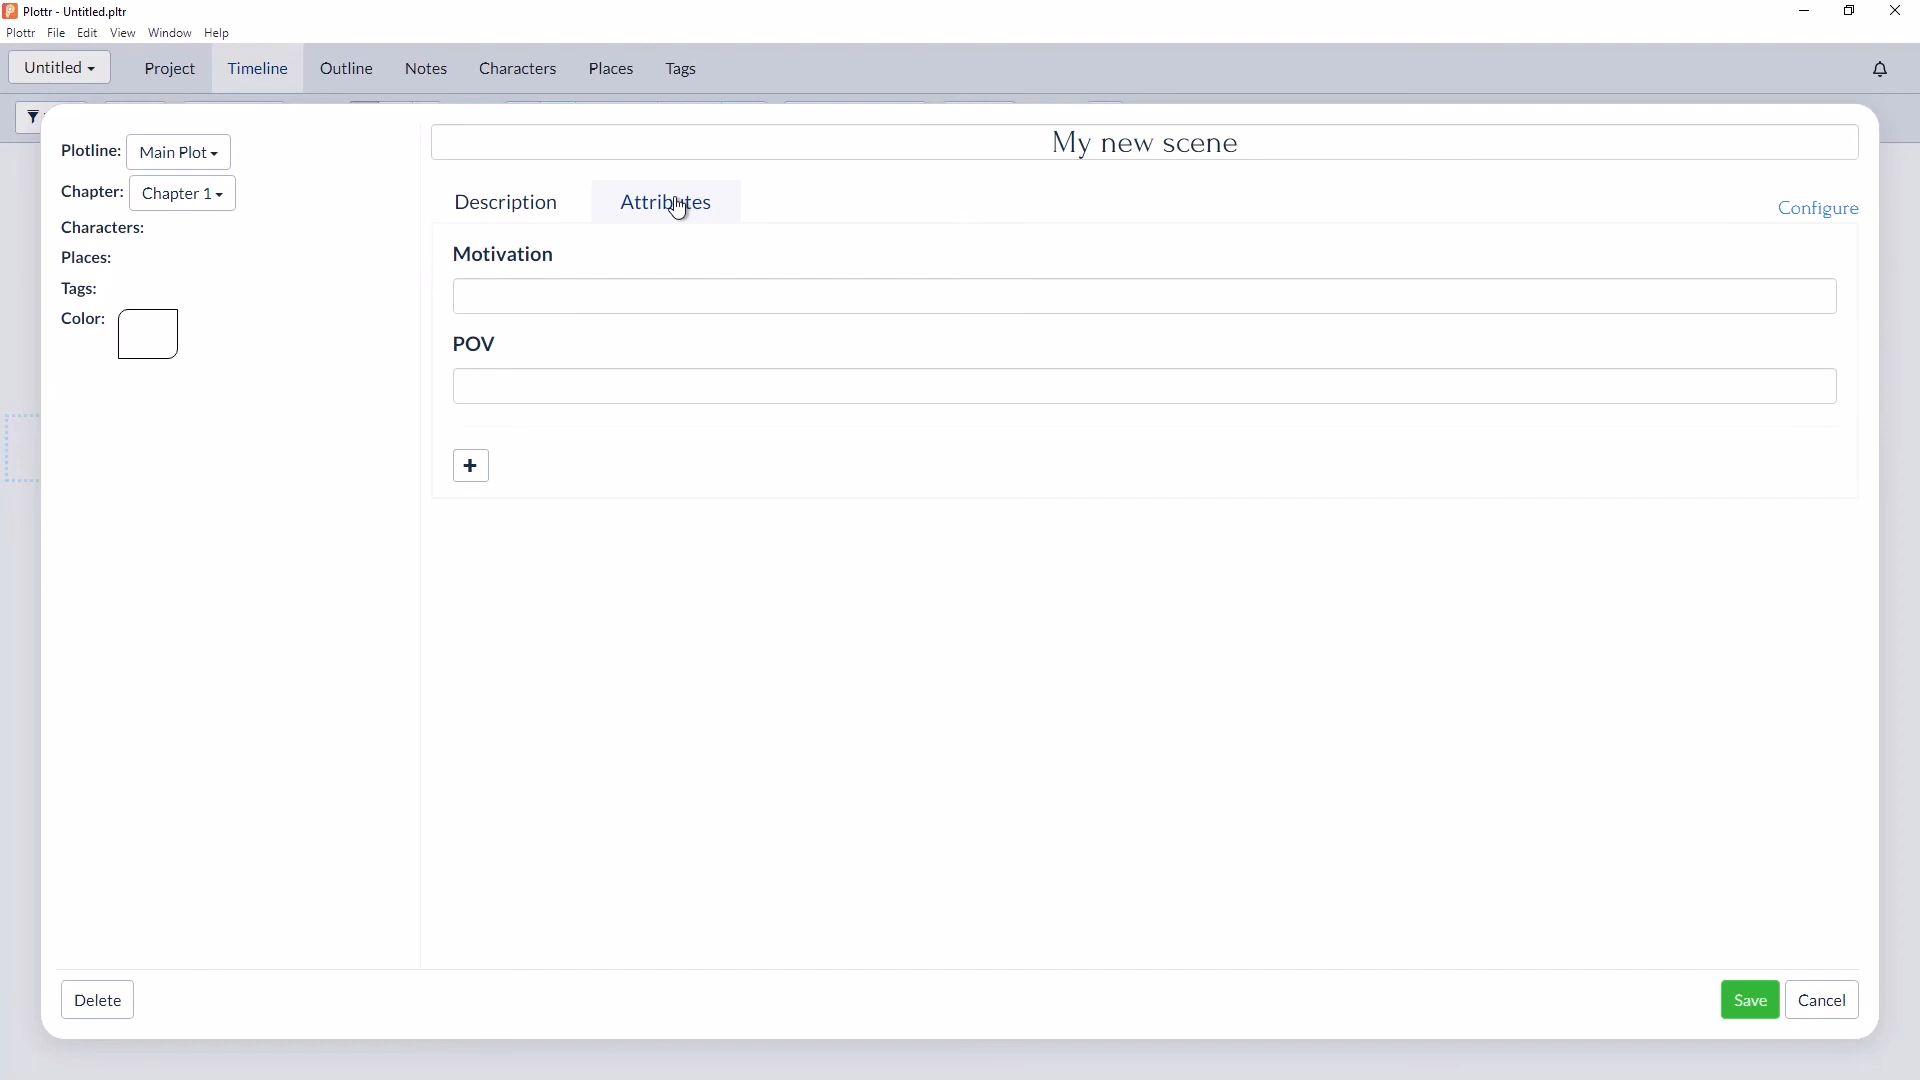 Plottr - Untitled.pltr
Plottr File Edit View Window Help
Untitled Project Timeline Outline Notes Characters Places Tags
Plotline: Main Plot
Chapter: Chapter 1
Characters:
Places:
Tags:
Color:
My new scene
Description Attributes Configure
Motivation
POV
+
Delete Save Cancel